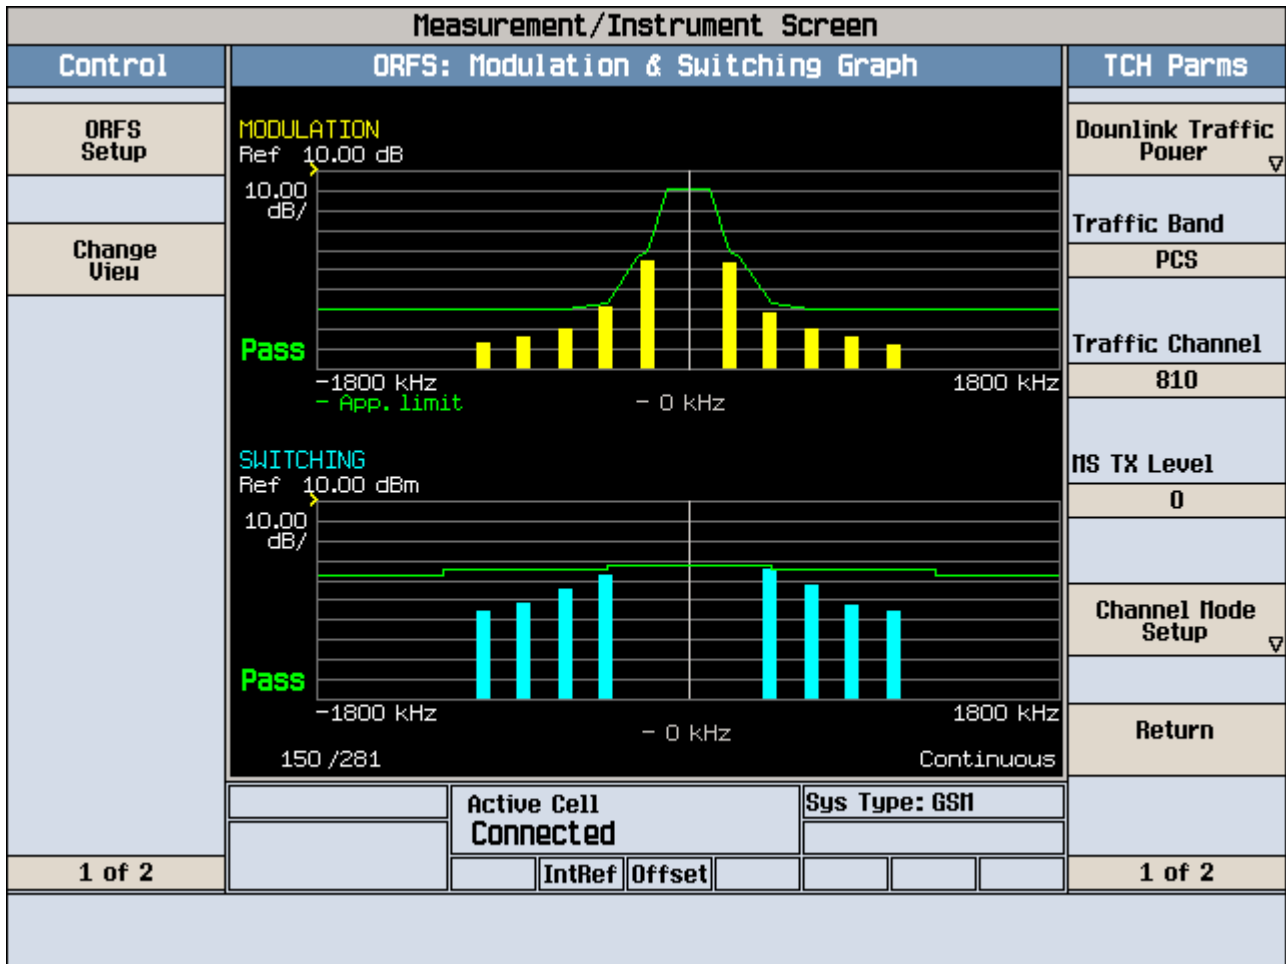 Measurement/Instrument Screen
Control
ORFS: Modulation & Switching Graph
TCH Parms
ORFS
Setup
Change
View
MODULATION
Ref 10.00 dB
10.00
dB/
Pass
-1800 kHz
1800 kHz
- App. limit
- 0 kHz
SWITCHING
Ref 10.00 dBm
10.00
dB/
Pass
-1800 kHz
1800 kHz
- 0 kHz
150 /281
Continuous
Downlink Traffic
Power
Traffic Band
PCS
Traffic Channel
810
MS TX Level
0
Channel Mode
Setup
Return
Active Cell
Connected
Sys Type: GSM
IntRef
Offset
1 of 2
1 of 2